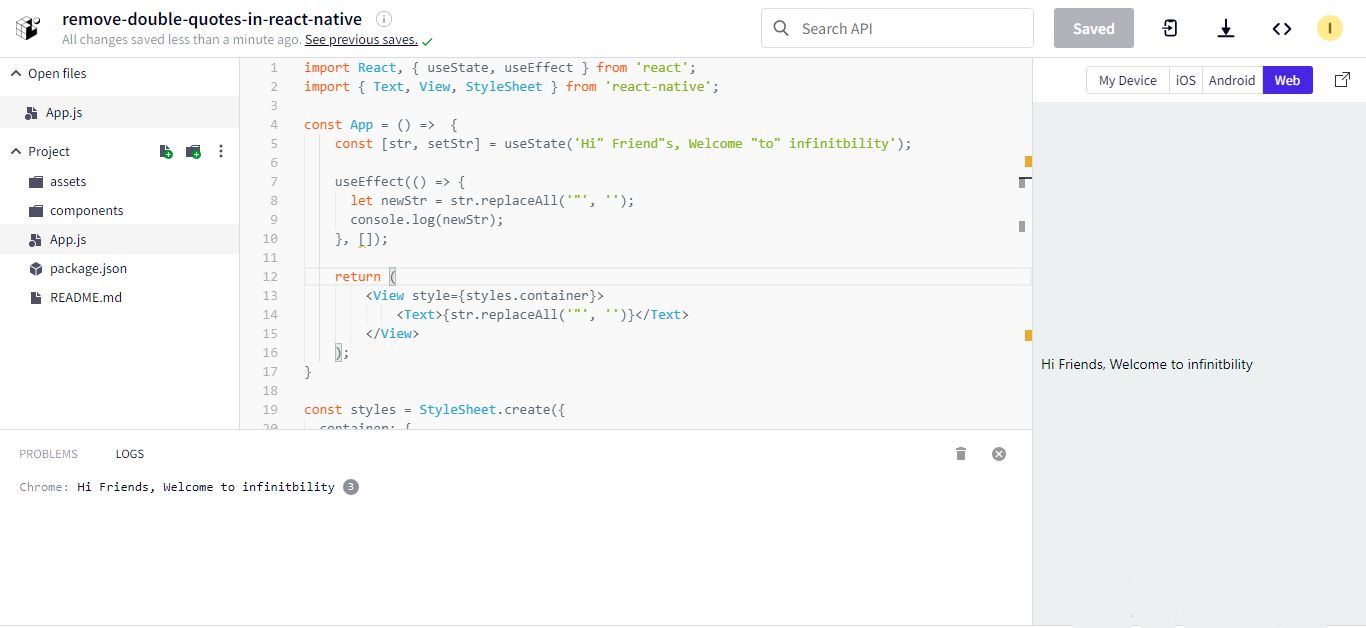 remove-double-quotes-in-react-native
All changes saved less than a minute ago. See previous saves.
Search API
Saved
I
Open files
App.js
Project
assets
components
App.js
package.json
README.md
1 import React, { useState, useEffect } from 'react';
2 import { Text, View, StyleSheet } from 'react-native';
3
4 const App = () =>  {
5     const [str, setStr] = useState('Hi" Friend"s, Welcome "to" infinitbility');
6
7     useEffect(() => {
8       let newStr = str.replaceAll('"', '');
9       console.log(newStr);
10     }, []);
11
12     return (
13         <View style={styles.container}>
14             <Text>{str.replaceAll('"', '')}</Text>
15         </View>
16     );
17 }
18
19 const styles = StyleSheet.create({
20   container: {
My Device iOS Android Web
Hi Friends, Welcome to infinitbility
PROBLEMS LOGS
Chrome: Hi Friends, Welcome to infinitbility 3